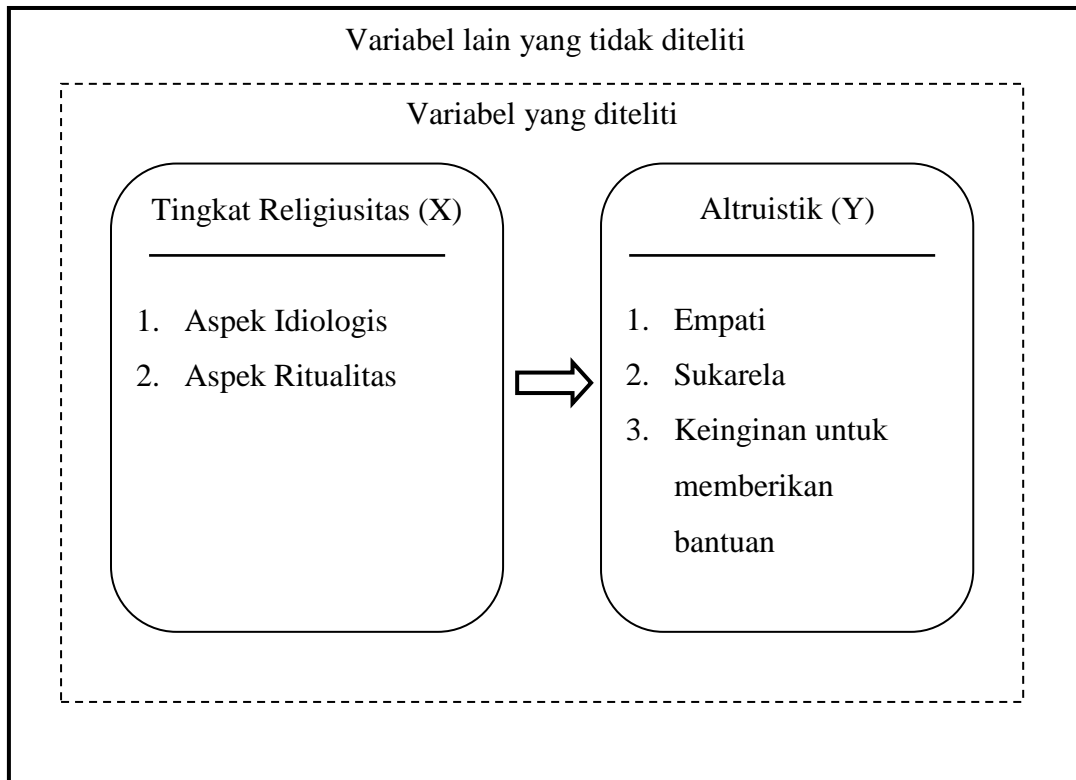 Variabel lain yang tidak diteliti
Variabel yang diteliti
Tingkat Religiusitas (X)
1. Aspek Idiologis
2. Aspek Ritualitas
Altruistik (Y)
1. Empati
2. Sukarela
3. Keinginan untuk
memberikan
bantuan